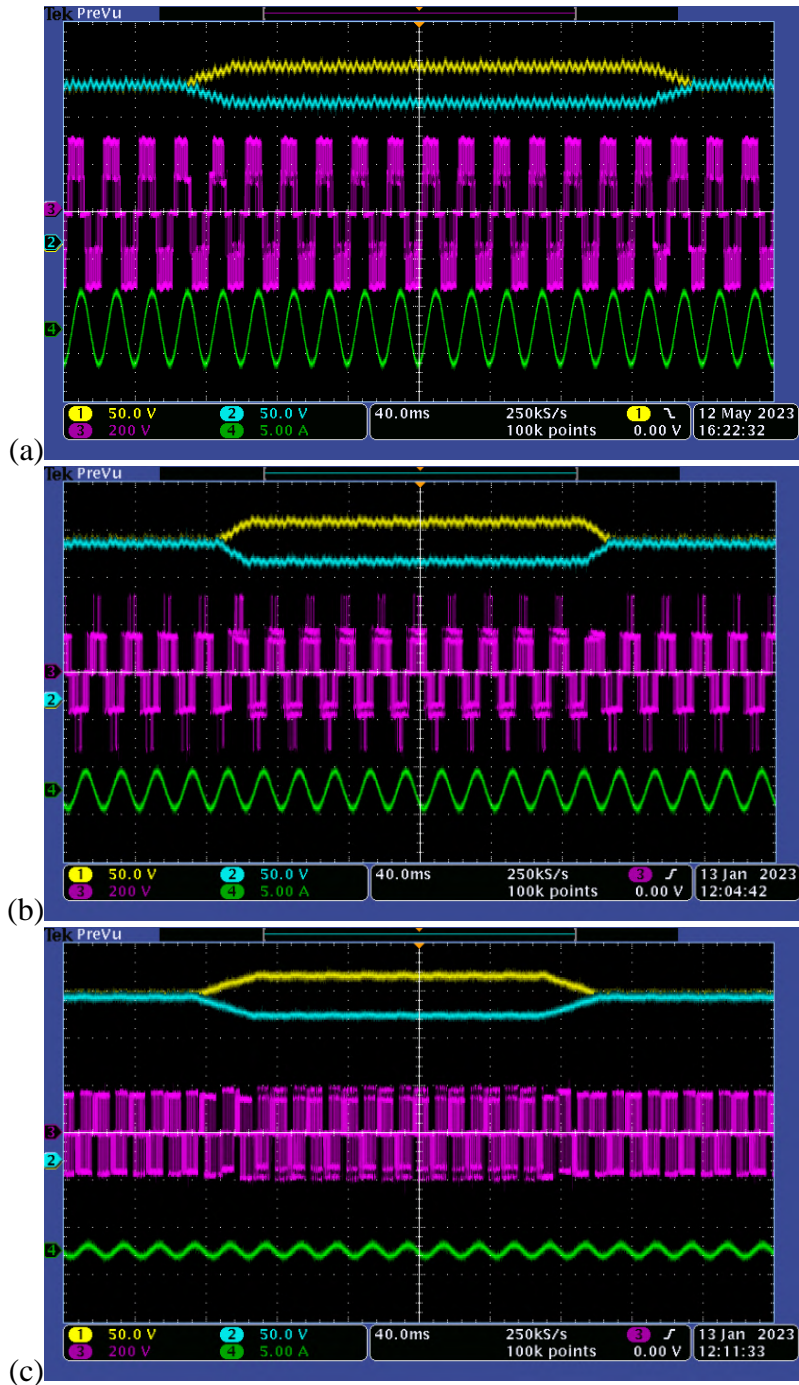 Tek PreVu
3
2
4
1 50.0 V 2 50.0 V 40.0ms 250kS/s 1 12 May 2023
3 200 V 4 5.00 A 100k points 0.00 V 16:22:32
(a)
Tek PreVu
3
2
4
1 50.0 V 2 50.0 V 40.0ms 250kS/s 3 13 Jan 2023
3 200 V 4 5.00 A 100k points 0.00 V 12:04:42
(b)
Tek PreVu
3
2
4
1 50.0 V 2 50.0 V 40.0ms 250kS/s 3 13 Jan 2023
3 200 V 4 5.00 A 100k points 0.00 V 12:11:33
(c)